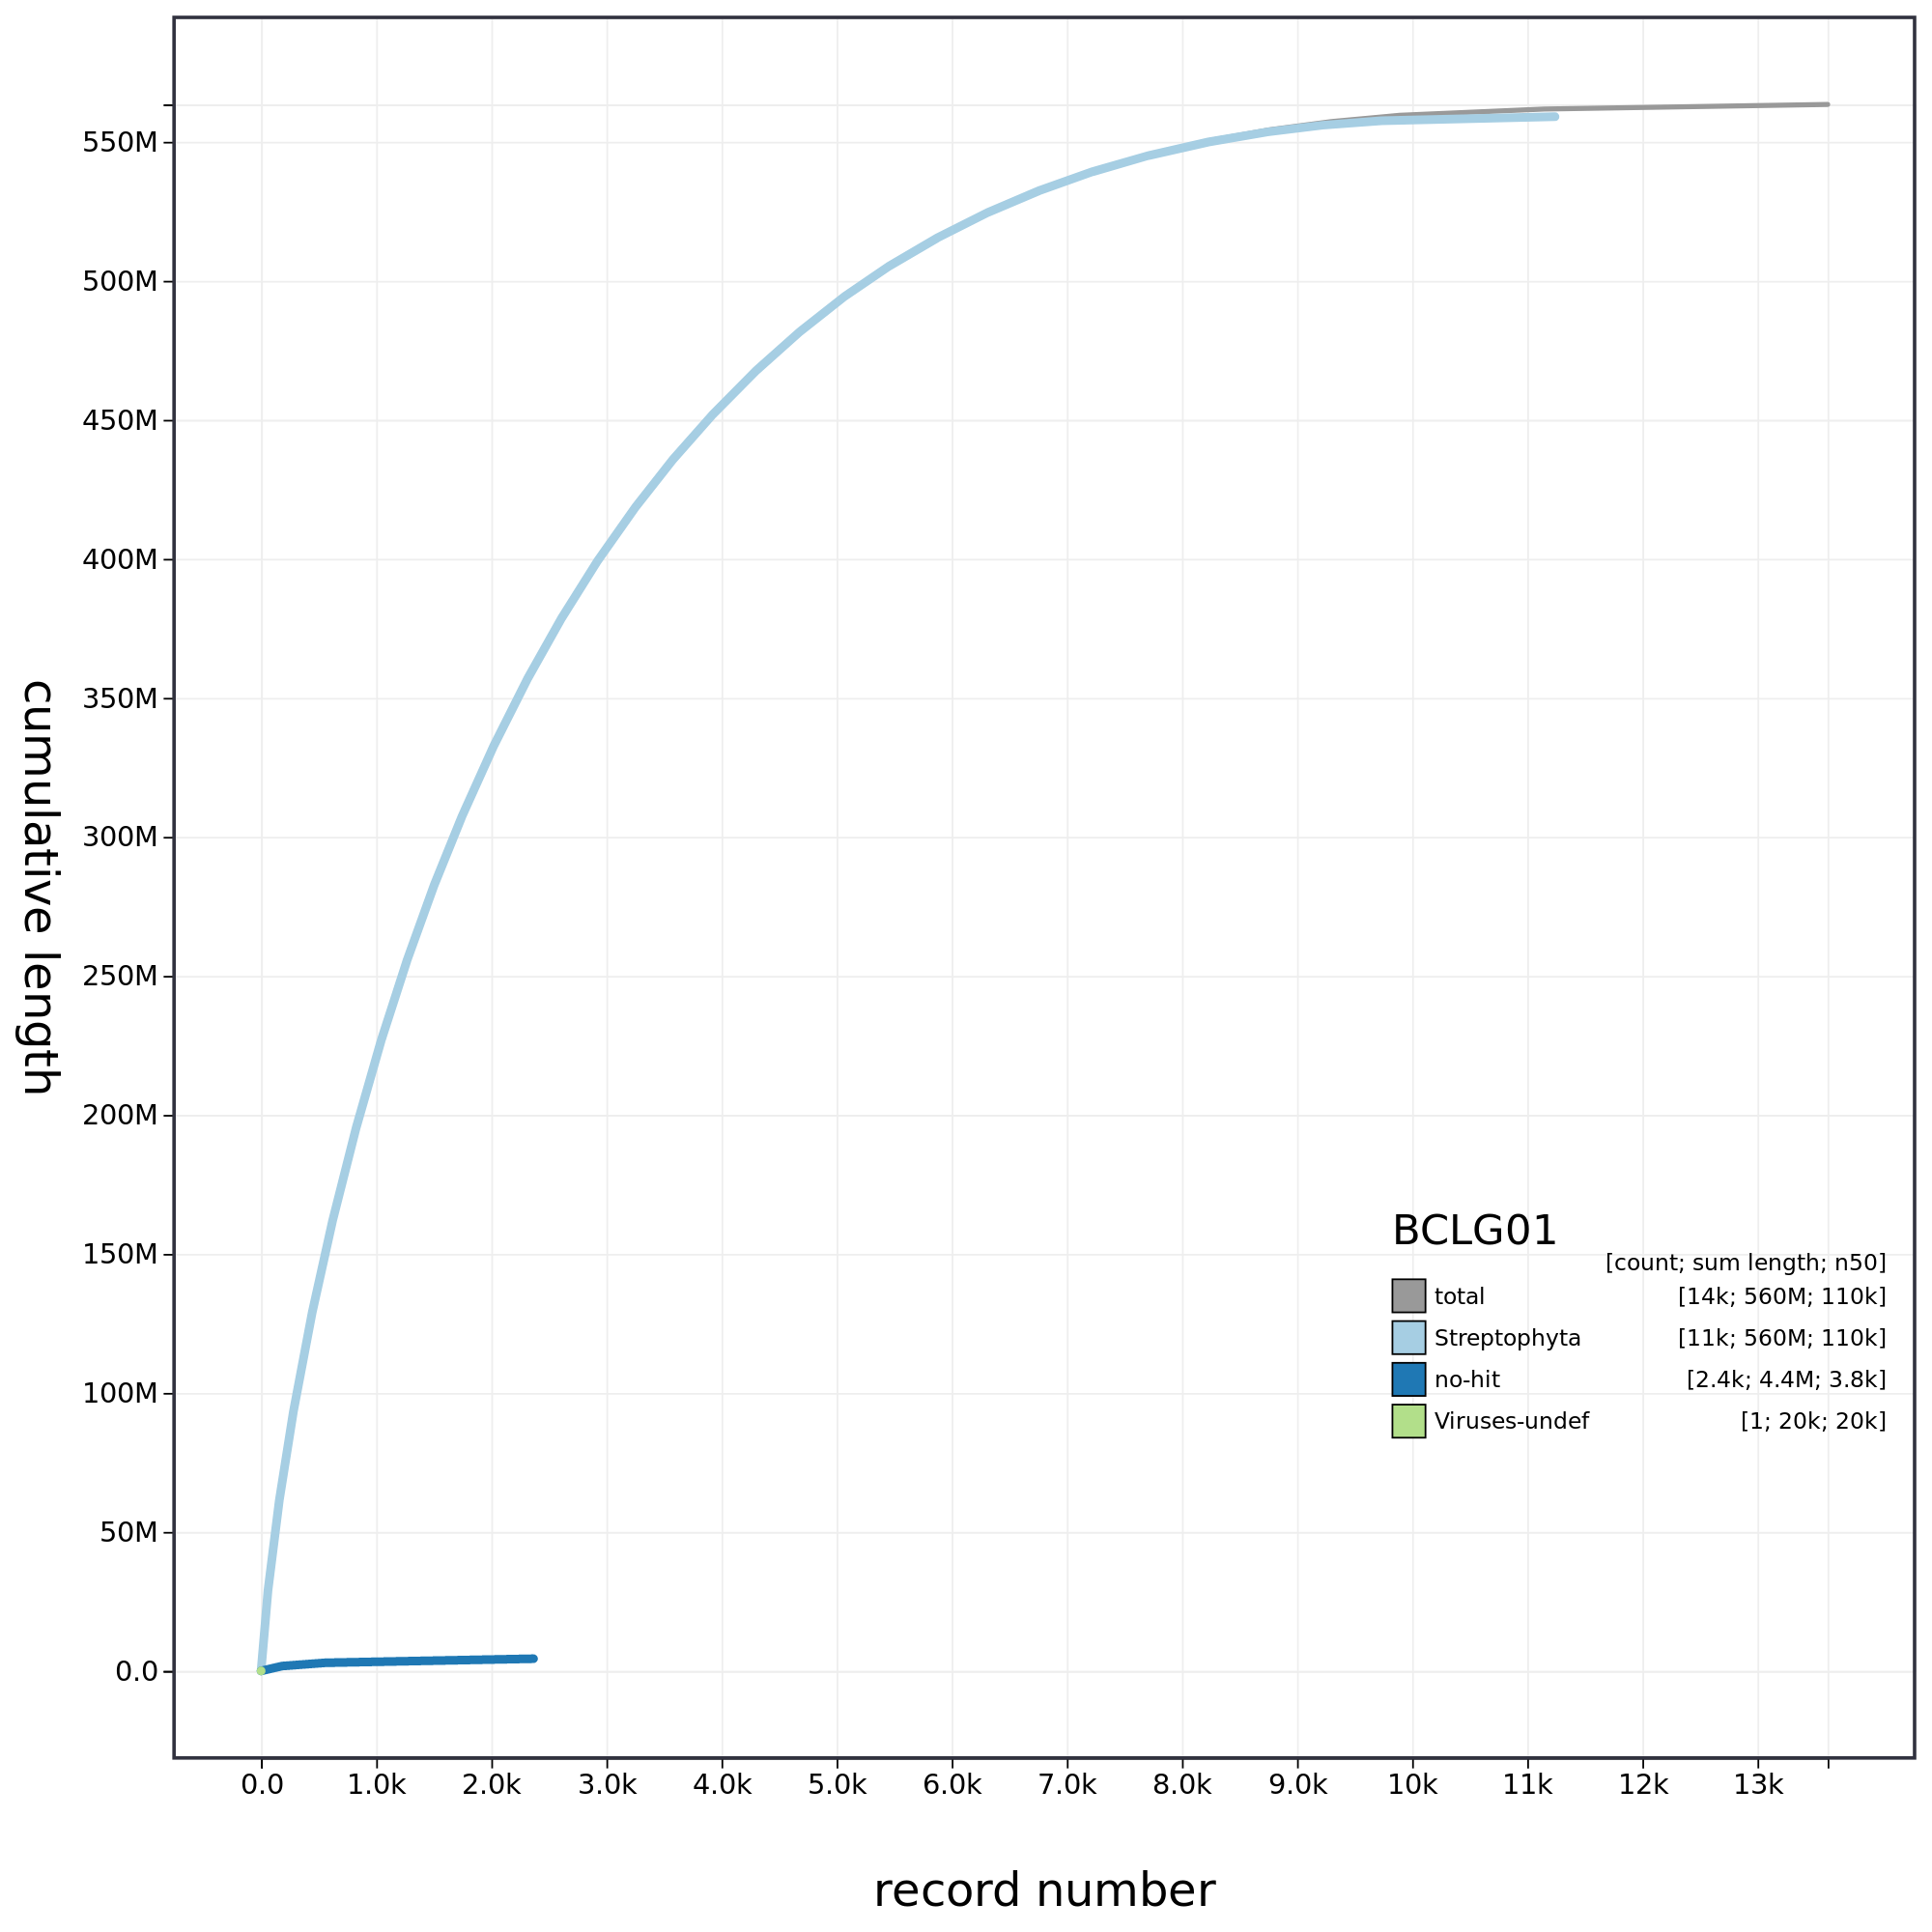 550M
500M
450M
400M
350M
300M
250M
200M
150M
100M
50M
0.0
cumulative length
BCLG01
[count; sum length; n50]
total [14k; 560M; 110k]
Streptophyta [11k; 560M; 110k]
no-hit [2.4k; 4.4M; 3.8k]
Viruses-undef [1; 20k; 20k]
0.0 1.0k 2.0k 3.0k 4.0k 5.0k 6.0k 7.0k 8.0k 9.0k 10k 11k 12k 13k
record number